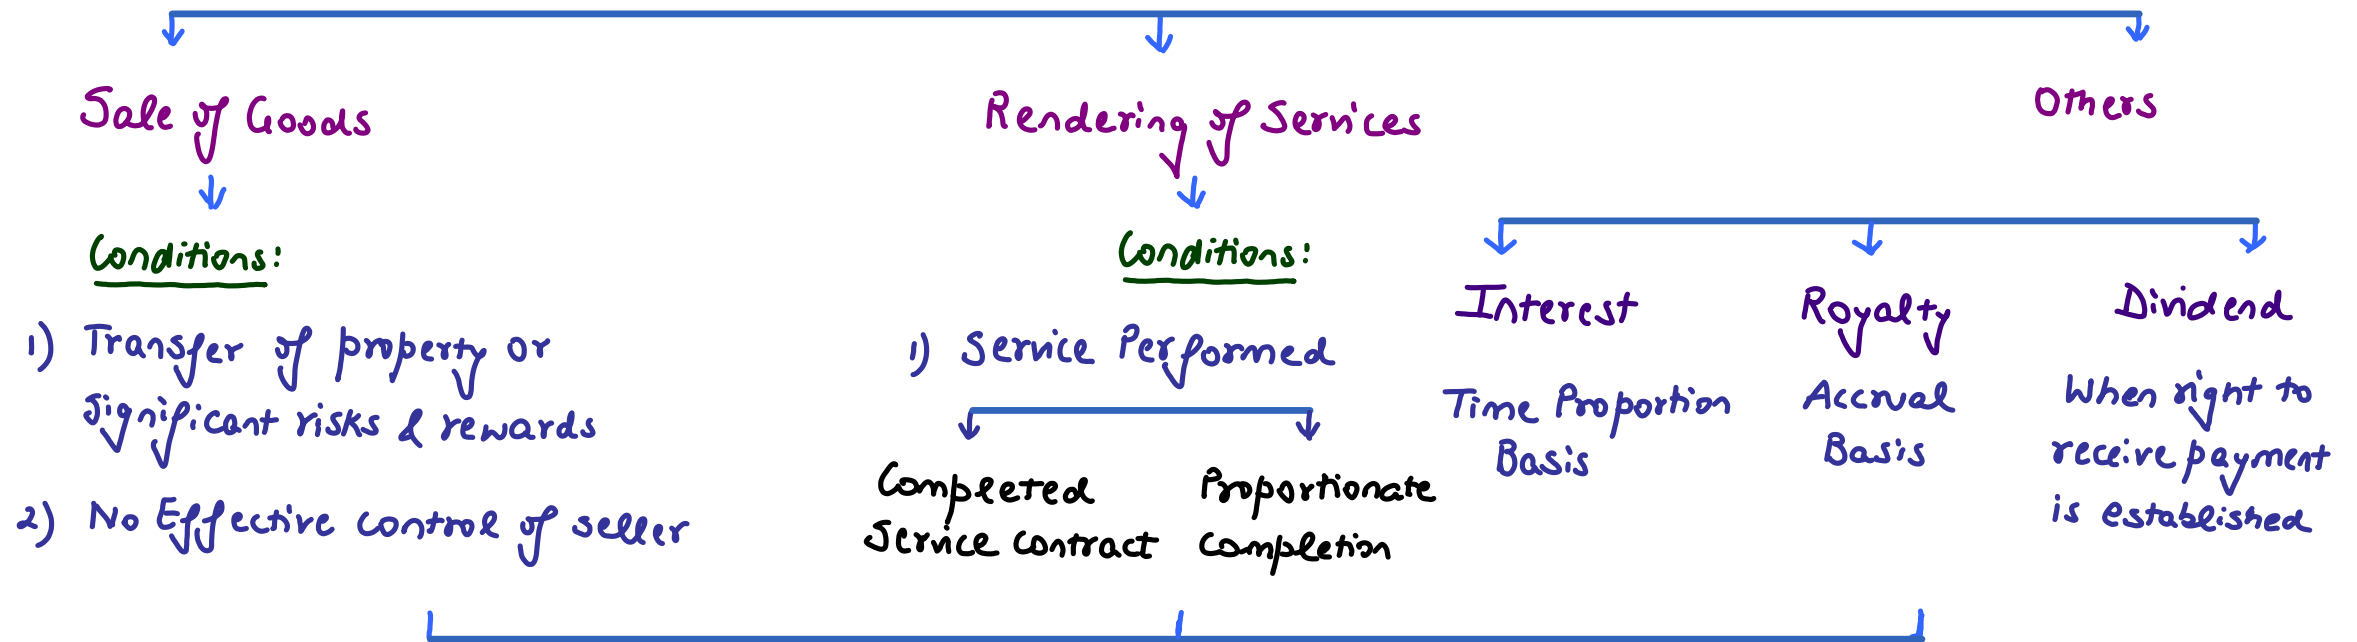 Sale of Goods
Conditions:
1) Transfer of property or
significant risks & rewards
2) No Effective control of seller
Rendering of Services
Conditions:
1) Service Performed
Completed
Service contract
Proportionate
completion
Others
Interest
Time Proportion
Basis
Royalty
Accrual
Basis
Dividend
When right to
receive payment
is established